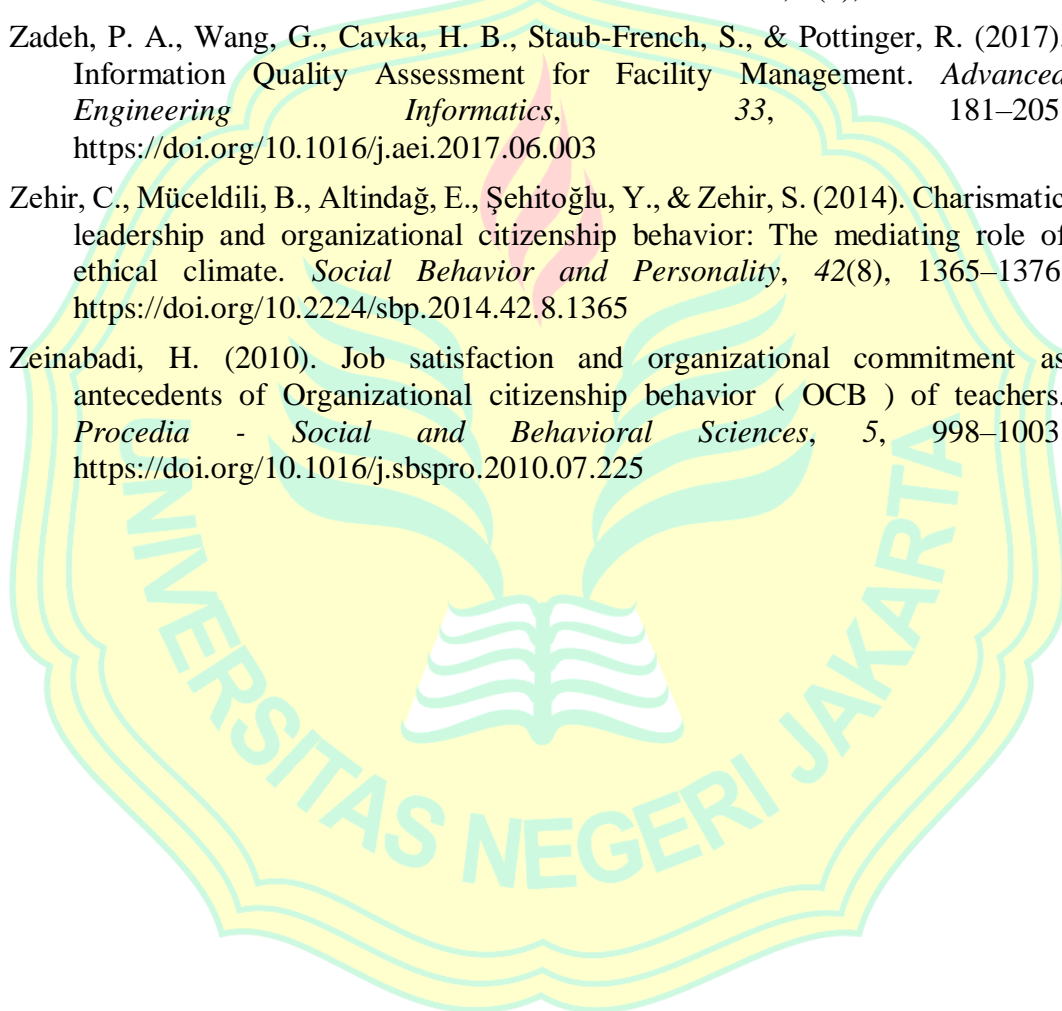 Zadeh, P. A., Wang, G., Cavka, H. B., Staub-French, S., & Pottinger, R. (2017).
Information Quality Assessment for Facility Management. Advanced
Engineering Informatics, 33, 181–205
https://doi.org/10.1016/j.aei.2017.06.003
Zehir, C., Müceldili, B., Altindağ, E., Şehitoğlu, Y., & Zehir, S. (2014). Charismatic
leadership and organizational citizenship behavior: The mediating role of
ethical climate. Social Behavior and Personality, 42(8), 1365–1376
https://doi.org/10.2224/sbp.2014.42.8.1365
Zeinabadi, H. (2010). Job satisfaction and organizational commitment as
antecedents of Organizational citizenship behavior ( OCB ) of teachers.
Procedia - Social and Behavioral Sciences, 5, 998–1003
https://doi.org/10.1016/j.sbspro.2010.07.225
UNIVERSITAS NEGERI JAKARTA